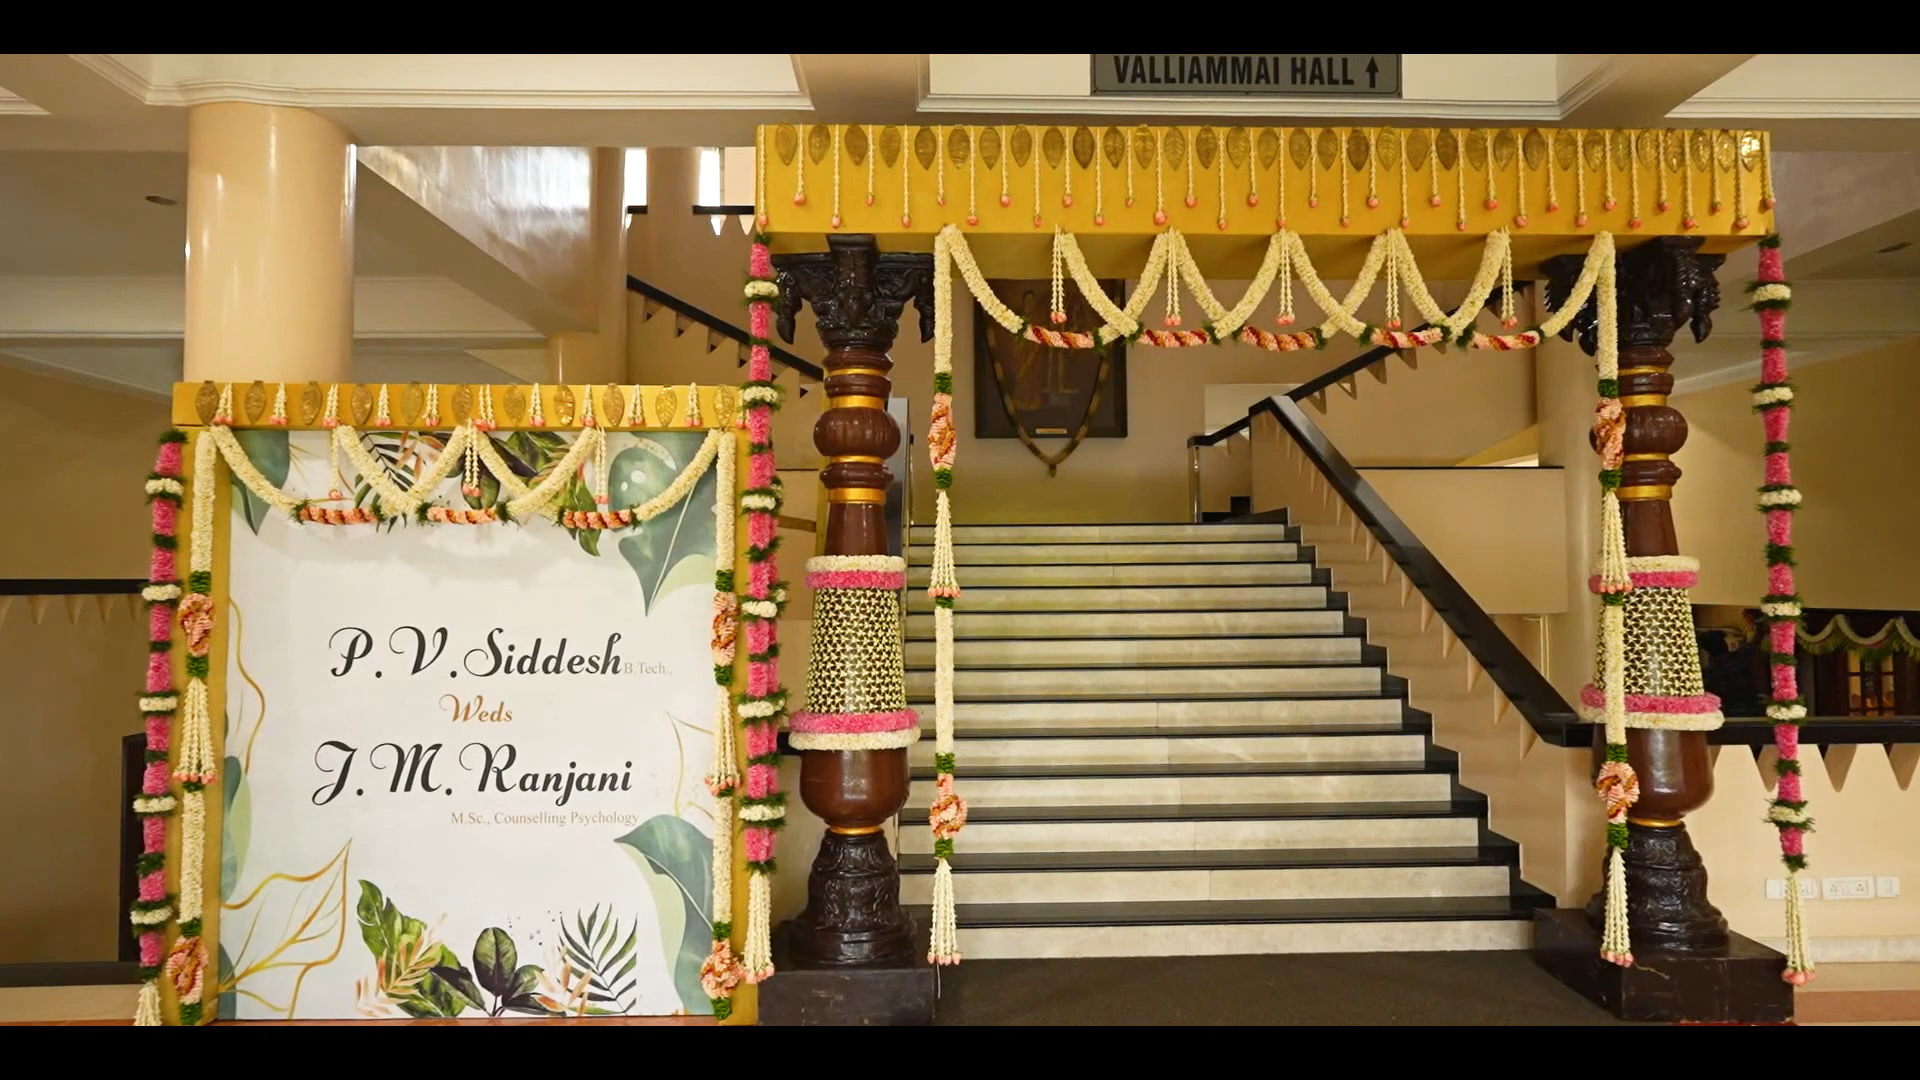 VALLIAMMAI HALL ↑
P.V.Siddesh B.Tech.,
Weds
J.M.Ranjani
M.Sc., Counselling Psychology